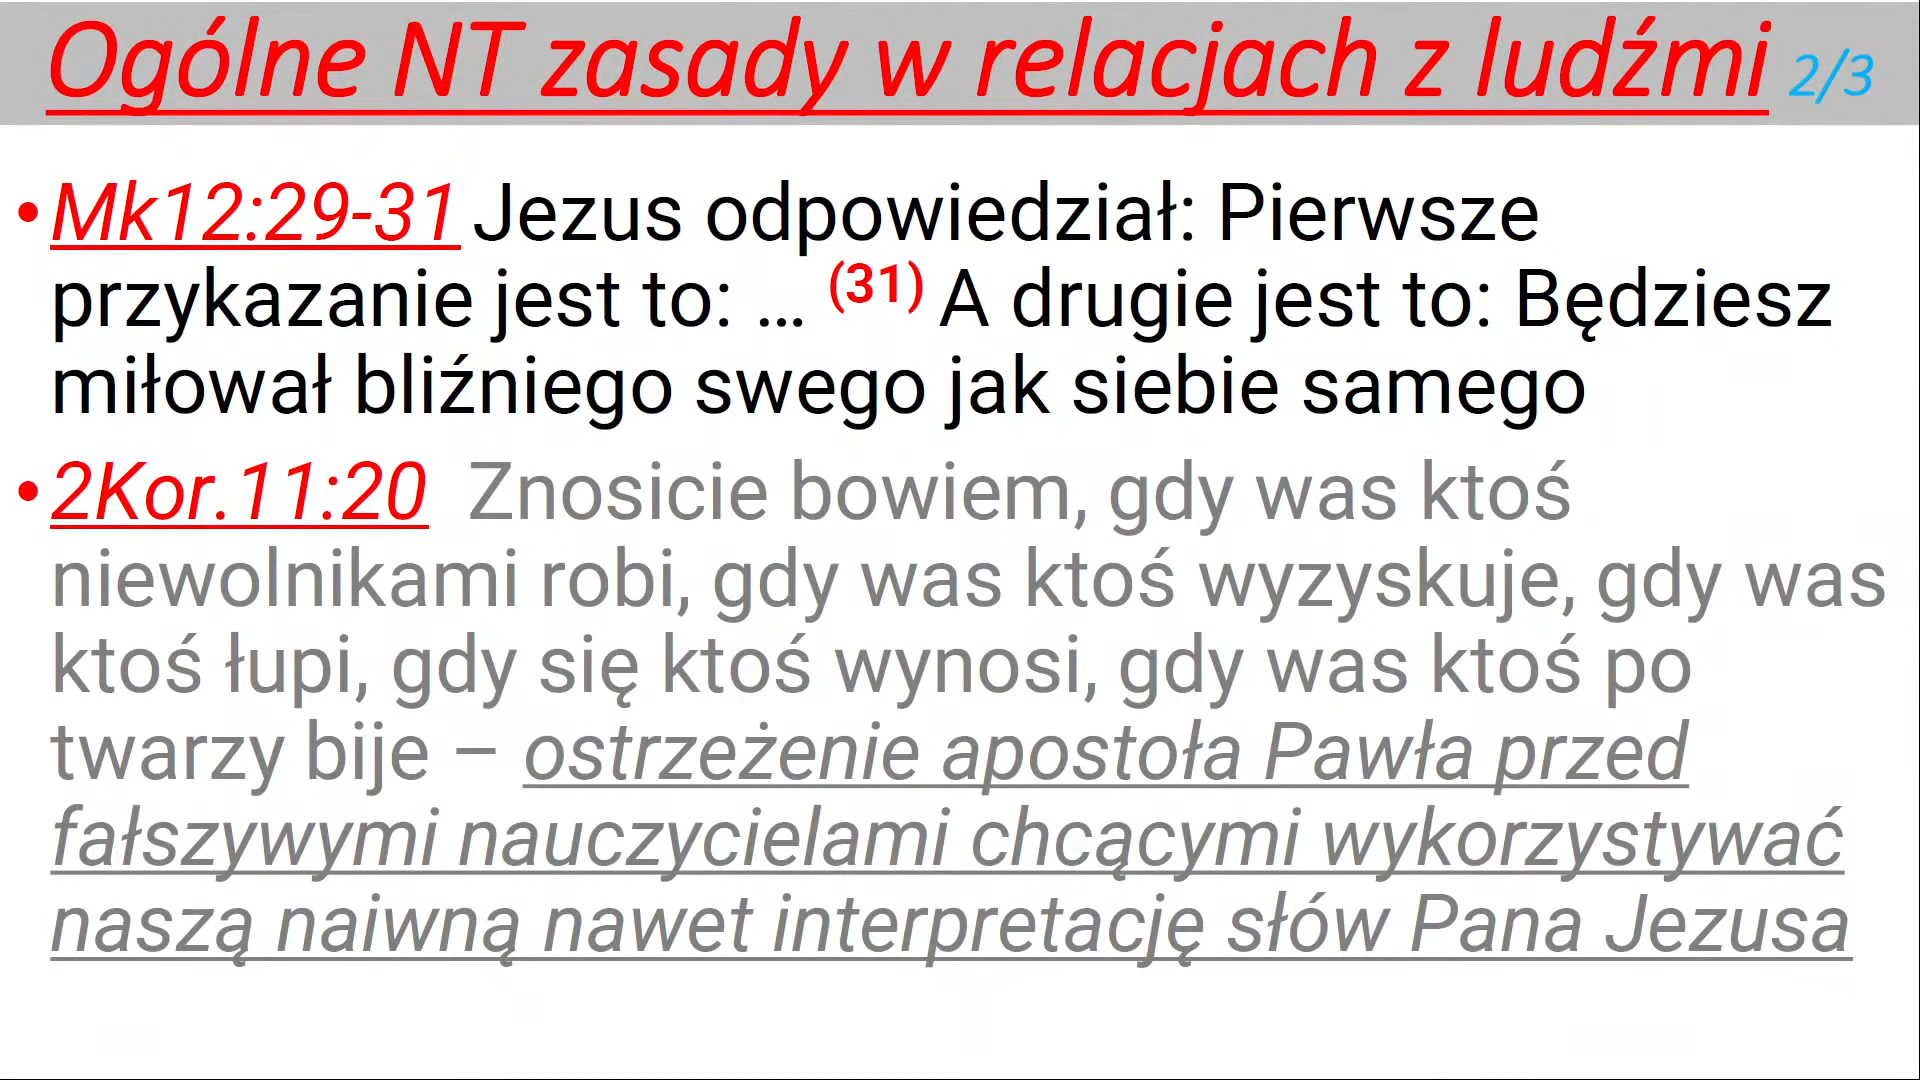 Ogólne NT zasady w relacjach z ludźmi 2/3
•Mk12:29-31 Jezus odpowiedział: Pierwsze
przykazanie jest to: ... (31) A drugie jest to: Będziesz
miłował bliźniego swego jak siebie samego
•2Kor.11:20 Znosicie bowiem, gdy was ktoś
niewolnikami robi, gdy was ktoś wyzyskuje, gdy was
ktoś łupi, gdy się ktoś wynosi, gdy was ktoś po
twarzy bije – ostrzeżenie apostoła Pawła przed
fałszywymi nauczycielami chcącymi wykorzystywać
naszą naiwną nawet interpretację słów Pana Jezusa